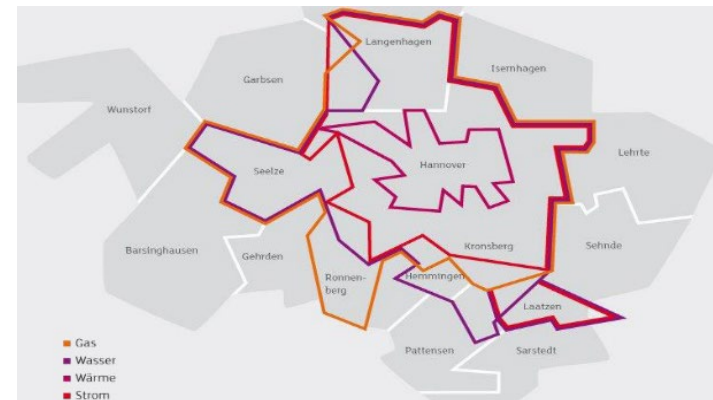 Langenhagen
Isernhagen
Garbsen
Wunstorf
Lehrte
Hannover
Seelze
Kronsberg
Sehnde
Barsinghausen
Gehrden
Ronnen-
berg
Hemmingen
Laatzen
Pattensen
Sarstedt
Gas
Wasser
Wärme
Strom